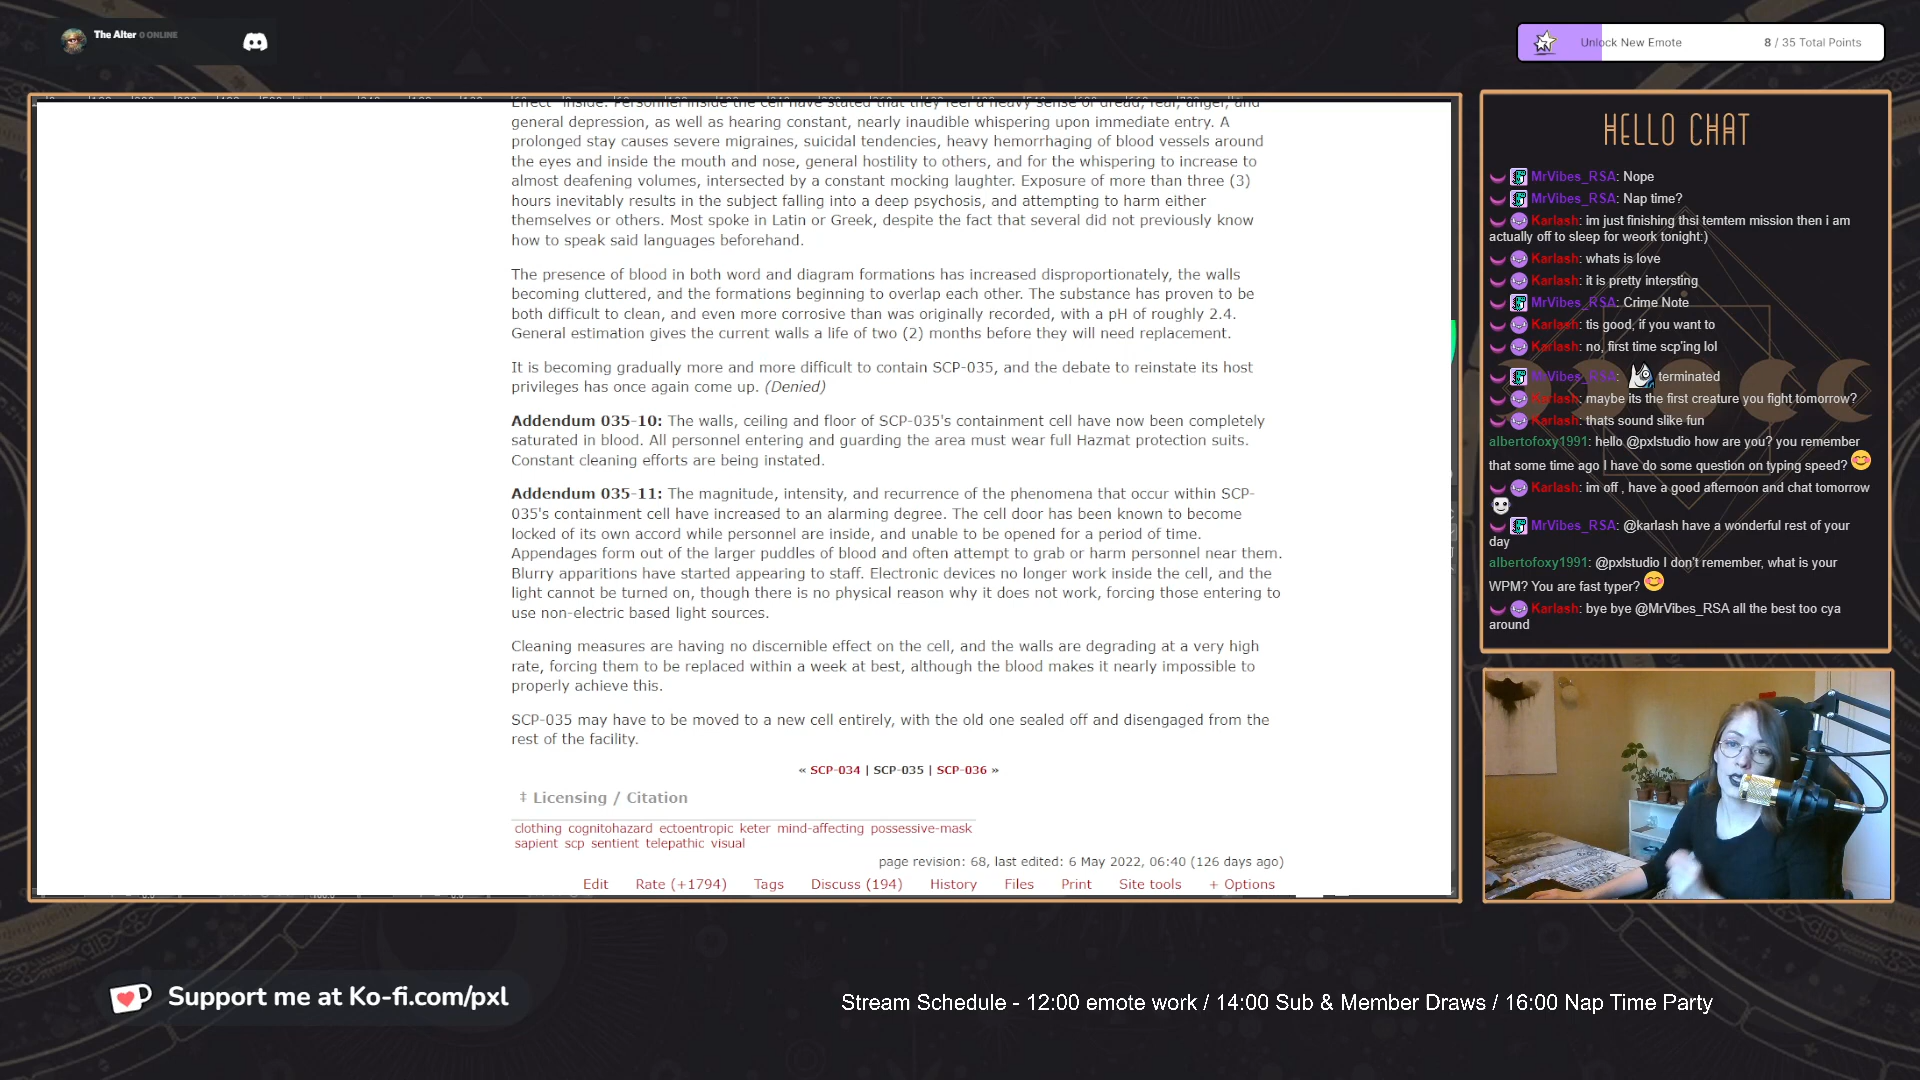 The Alter 0 ONLINE
Unlock New Emote 8 / 35 Total Points
Effect" inside. Personnel inside the cell have stated that they feel a heavy sense of dread, fear, anger, and
general depression, as well as hearing constant, nearly inaudible whispering upon immediate entry. A
prolonged stay causes severe migraines, suicidal tendencies, heavy hemorrhaging of blood vessels around
the eyes and inside the mouth and nose, general hostility to others, and for the whispering to increase to
almost deafening volumes, intersected by a constant mocking laughter. Exposure of more than three (3)
hours inevitably results in the subject falling into a deep psychosis, and attempting to harm either
themselves or others. Most spoke in Latin or Greek, despite the fact that several did not previously know
how to speak said languages beforehand.
The presence of blood in both word and diagram formations has increased disproportionately, the walls
becoming cluttered, and the formations beginning to overlap each other. The substance has proven to be
both difficult to clean, and even more corrosive than was originally recorded, with a pH of roughly 2.4.
General estimation gives the current walls a life of two (2) months before they will need replacement.
It is becoming gradually more and more difficult to contain SCP-035, and the debate to reinstate its host
privileges has once again come up. (Denied)
Addendum 035-10: The walls, ceiling and floor of SCP-035's containment cell have now been completely
saturated in blood. All personnel entering and guarding the area must wear full Hazmat protection suits.
Constant cleaning efforts are being instated.
Addendum 035-11: The magnitude, intensity, and recurrence of the phenomena that occur within SCP-
035's containment cell have increased to an alarming degree. The cell door has been known to become
locked of its own accord while personnel are inside, and unable to be opened for a period of time.
Appendages form out of the larger puddles of blood and often attempt to grab or harm personnel near them.
Blurry apparitions have started appearing to staff. Electronic devices no longer work inside the cell, and the
light cannot be turned on, though there is no physical reason why it does not work, forcing those entering to
use non-electric based light sources.
Cleaning measures are having no discernible effect on the cell, and the walls are degrading at a very high
rate, forcing them to be replaced within a week at best, although the blood makes it nearly impossible to
properly achieve this.
SCP-035 may have to be moved to a new cell entirely, with the old one sealed off and disengaged from the
rest of the facility.
« SCP-034 | SCP-035 | SCP-036 »
‡ Licensing / Citation
clothing cognitohazard ectoentropic keter mind-affecting possessive-mask
sapient scp sentient telepathic visual
page revision: 68, last edited: 6 May 2022, 06:40 (126 days ago)
Edit Rate (+1794) Tags Discuss (194) History Files Print Site tools + Options
HELLO CHAT
MrVibes_RSA: Nope
MrVibes_RSA: Nap time?
Karlash: im just finishing thsi temtem mission then i am
actually off to sleep for weork tonight:)
Karlash: whats is love
Karlash: it is pretty intersting
MrVibes_RSA: Crime Note
Karlash: tis good, if you want to
Karlash: no, first time scp'ing lol
MrVibes_RSA: terminated
Karlash: maybe its the first creature you fight tomorrow?
Karlash: thats sound slike fun
albertofoxy1991: hello @pxlstudio how are you? you remember
that some time ago I have do some question on typing speed? 😊
Karlash: im off , have a good afternoon and chat tomorrow
MrVibes_RSA: @karlash have a wonderful rest of your
day
albertofoxy1991: @pxlstudio I don't remember, what is your
WPM? You are fast typer? 😊
Karlash: bye bye @MrVibes_RSA all the best too cya
around
Support me at Ko-fi.com/pxl
Stream Schedule - 12:00 emote work / 14:00 Sub & Member Draws / 16:00 Nap Time Party